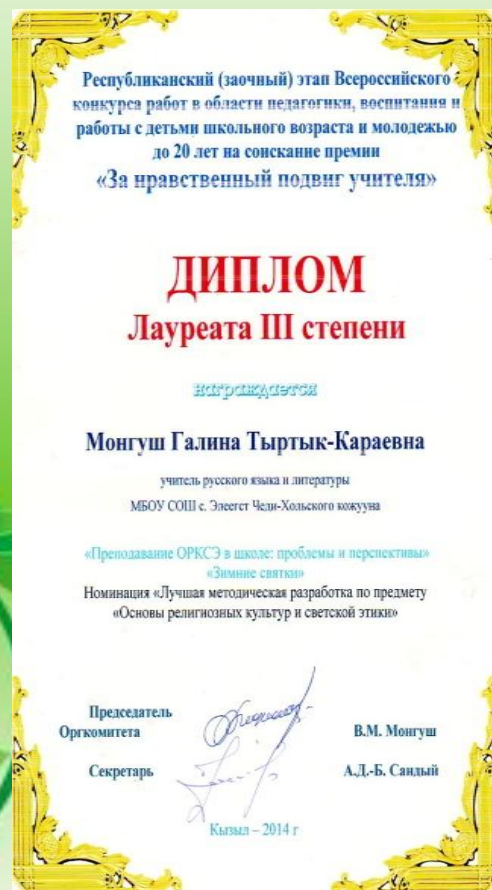 Республиканский (заочный) этап Всероссийского
конкурса работ в области педагогики, воспитания и
работы с детьми школьного возраста и молодежью
до 20 лет на соискание премии
«За нравственный подвиг учителя»
ДИПЛОМ
Лауреата III степени
награждается
Монгуш Галина Тыртык-Караевна
учитель русского языка и литературы
МБОУ СОШ с. Элегест Чеди-Хольского кожууна
«Преподавание ОРКСЭ в школе: проблемы и перспективы»
«Зимние святки»
Номинация «Лучшая методическая разработка по предмету
«Основы религиозных культур и светской этики»
Председатель
Оргкомитета
В.М. Монгуш
Секретарь
А.Д.-Б. Сандый
Кызыл – 2014 г